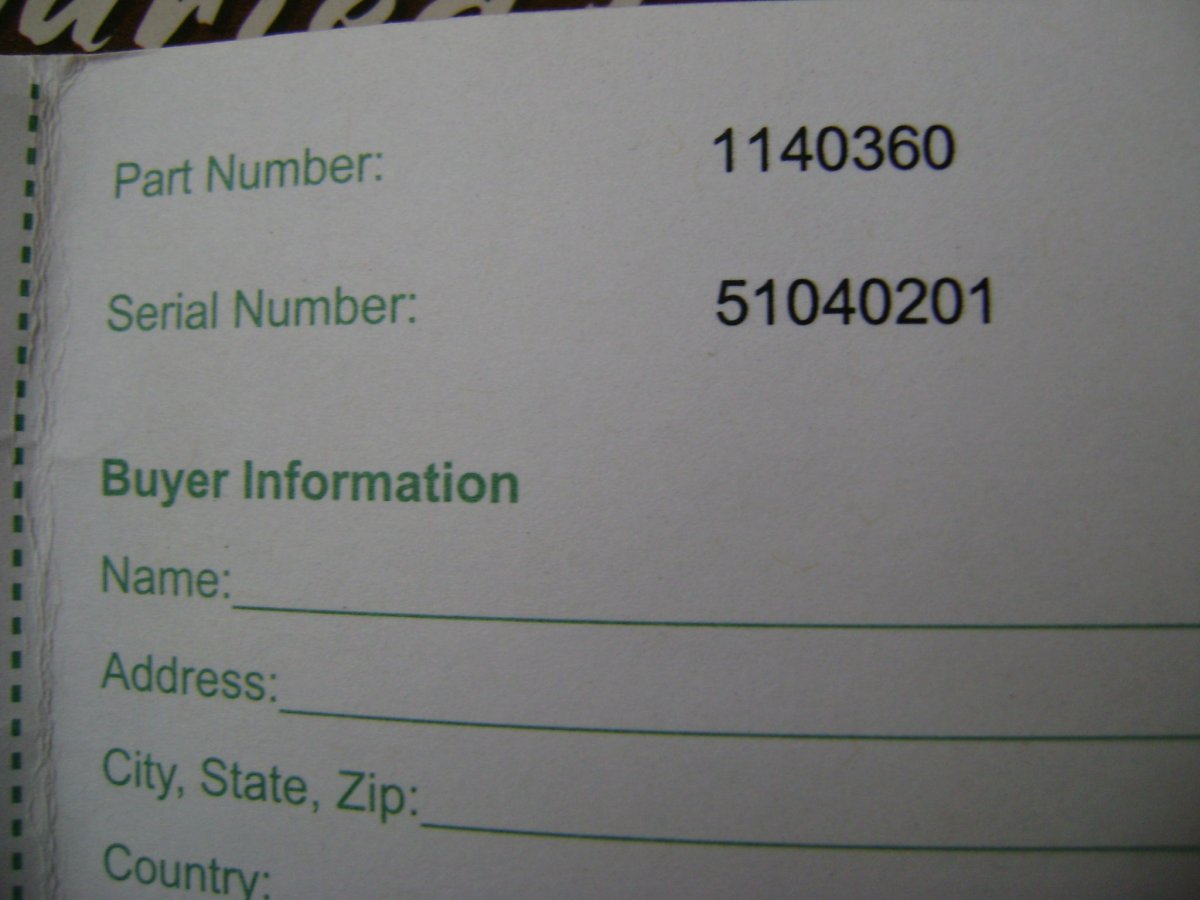 Part Number: 1140360
Serial Number: 51040201
Buyer Information
Name:
Address:
City, State, Zip:
Country: